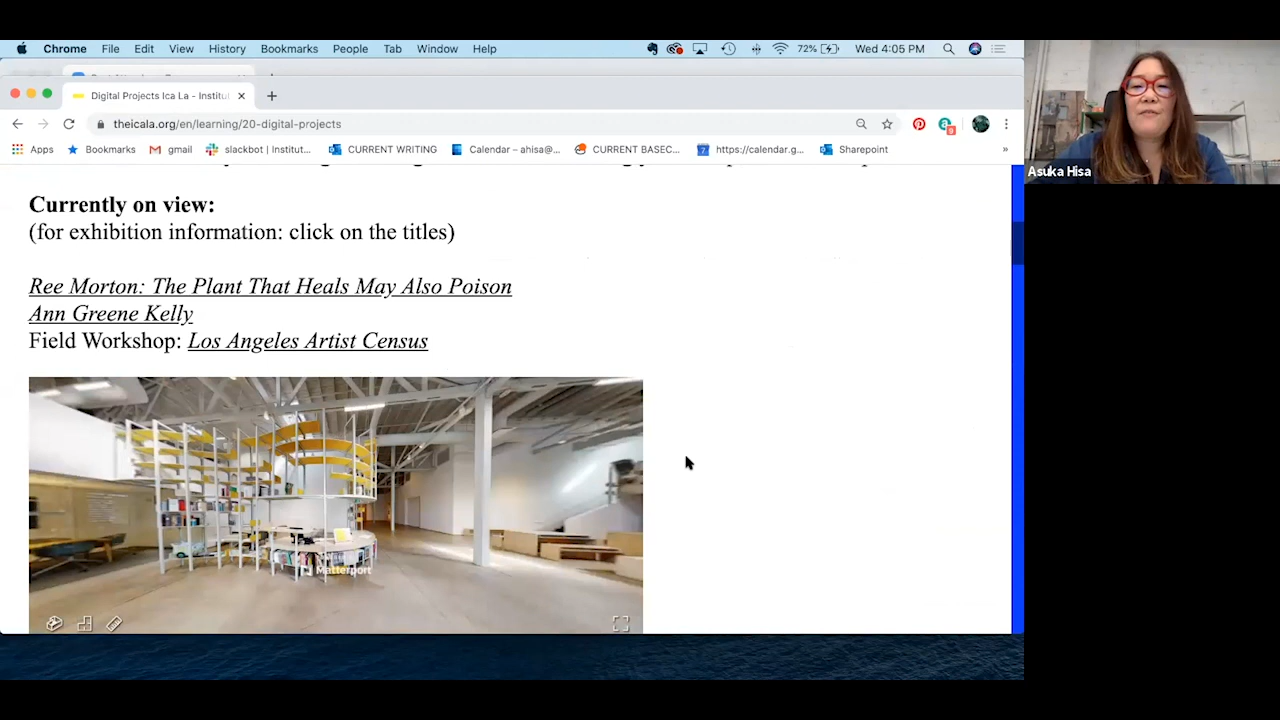 Chrome File Edit View History Bookmarks People Tab Window Help 72% Wed 4:05 PM
Digital Projects Ica La - Institu
theicala.org/en/learning/20-digital-projects
Apps Bookmarks gmail slackbot | Institut... CURRENT WRITING Calendar – ahisa@... CURRENT BASEC... 7 https://calendar.g... Sharepoint »
Asuka Hisa
Currently on view:
(for exhibition information: click on the titles)
Ree Morton: The Plant That Heals May Also Poison
Ann Greene Kelly
Field Workshop: Los Angeles Artist Census
Matterport